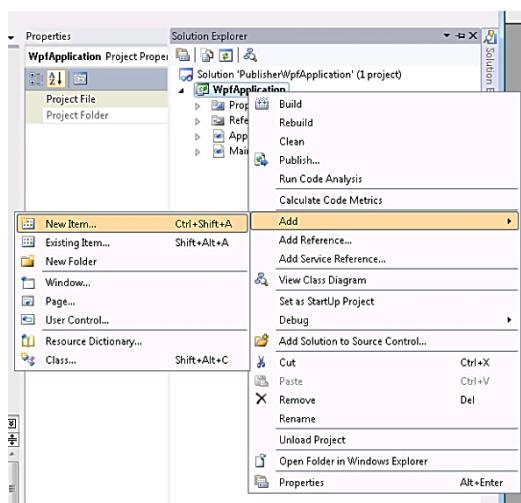 Properties
WpfApplication Project Proper
Project File
Project Folder
Solution Explorer
Solution 'PublisherWpfApplication' (1 project)
WpfApplication
Prop
Refe
App
Mai
Solution E
Build
Rebuild
Clean
Publish...
Run Code Analysis
Calculate Code Metrics
Add
Add Reference...
Add Service Reference...
View Class Diagram
Set as StartUp Project
Debug
Add Solution to Source Control...
Cut Ctrl+X
Paste Ctrl+V
Remove Del
Rename
Unload Project
Open Folder in Windows Explorer
Properties Alt+Enter
New Item... Ctrl+Shift+A
Existing Item... Shift+Alt+A
New Folder
Window...
Page...
User Control...
Resource Dictionary...
Class... Shift+Alt+C